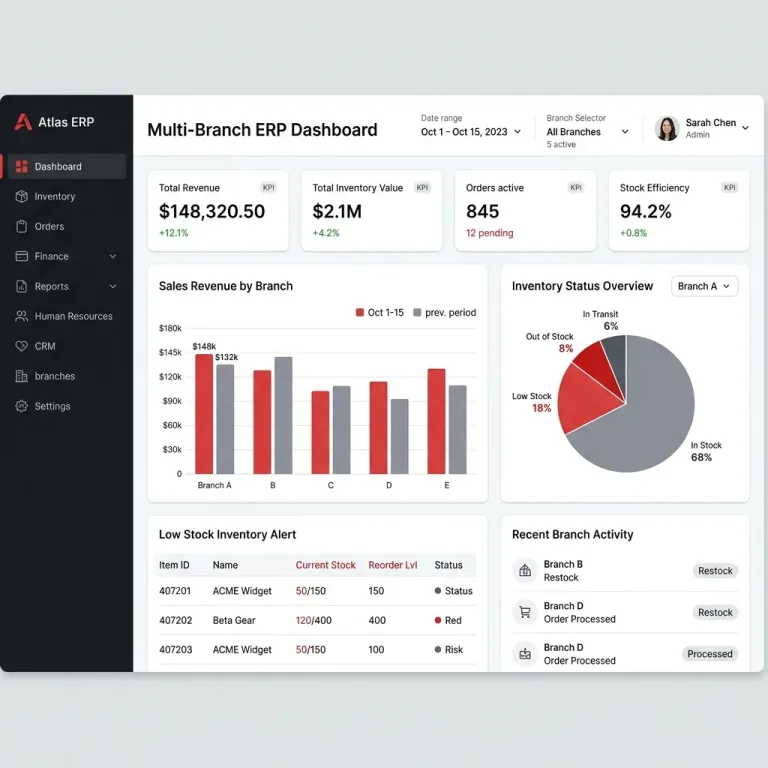 Atlas ERP
Dashboard
Inventory
Orders
Finance
Reports
Human Resources
CRM
branches
Settings
Multi-Branch ERP Dashboard
Date range
Oct 1 - Oct 15, 2023
Branch Selector
All Branches
5 active
Sarah Chen
Admin
Total Revenue KPI
$148,320.50
+12.1%
Total Inventory Value KPI
$2.1M
+4.2%
Orders active KPI
845
12 pending
Stock Efficiency KPI
94.2%
+0.8%
Sales Revenue by Branch
Oct 1-15 prev. period
$180k
$145k
$120k
$90k
$60k
$30k
0
$148k
$132k
Branch A B C D E
Inventory Status Overview
Branch A
In Transit
6%
Out of Stock
8%
Low Stock
18%
In Stock
68%
Low Stock Inventory Alert
Item ID Name Current Stock Reorder Lvl Status
407201 ACME Widget 50/150 150 Status
407202 Beta Gear 120/400 400 Red
407203 ACME Widget 50/150 100 Risk
Recent Branch Activity
Branch B
Restock
Restock
Branch D
Order Processed
Restock
Branch D
Order Processed
Processed